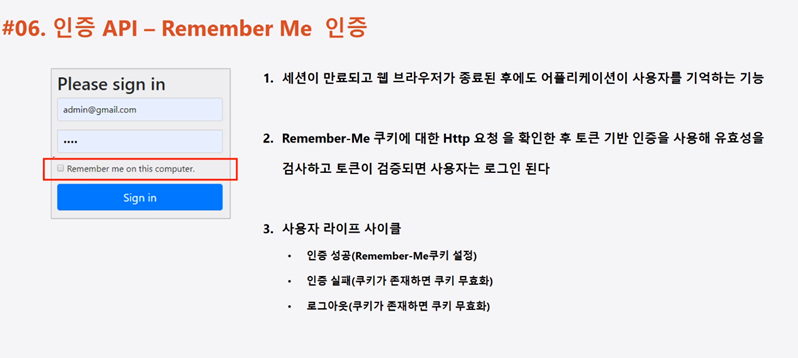 #06. 인증 API – Remember Me 인증
Please sign in
admin@gmail.com
••••
Remember me on this computer.
Sign in
1. 세션이 만료되고 웹 브라우저가 종료된 후에도 어플리케이션이 사용자를 기억하는 기능
2. Remember-Me 쿠키에 대한 Http 요청 을 확인한 후 토큰 기반 인증을 사용해 유효성을
검사하고 토큰이 검증되면 사용자는 로그인 된다
3. 사용자 라이프 사이클
• 인증 성공(Remember-Me쿠키 설정)
• 인증 실패(쿠키가 존재하면 쿠키 무효화)
• 로그아웃(쿠키가 존재하면 쿠키 무효화)